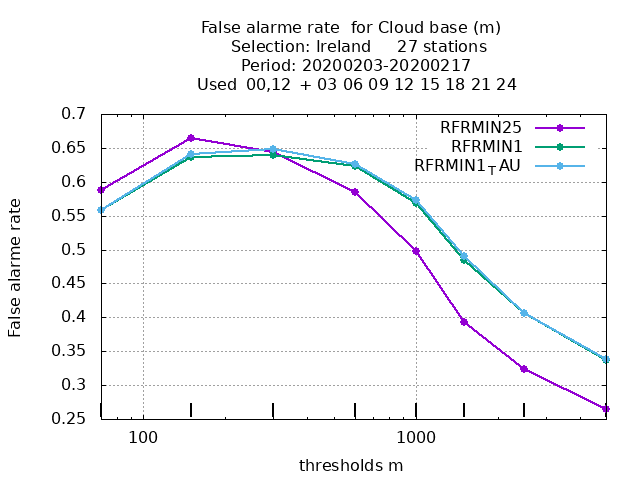 False alarme rate  for Cloud base (m)
Selection: Ireland     27 stations
Period: 20200203-20200217
Used  00,12  + 03 06 09 12 15 18 21 24
RFRMIN25
RFRMIN1
RFRMIN1TAU
0.7
0.65
0.6
0.55
0.5
0.45
0.4
0.35
0.3
0.25
False alarme rate
100
1000
thresholds m